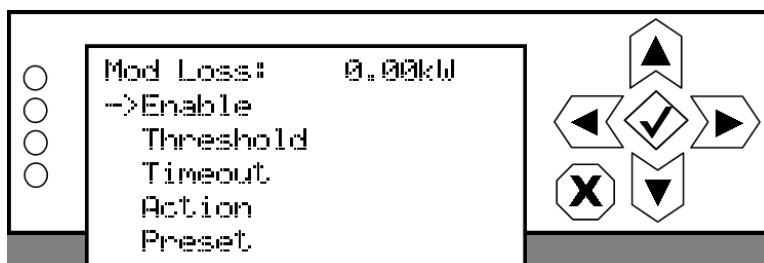 Mod Loss: 0.00kW
->Enable
Threshold
Timeout
Action
Preset